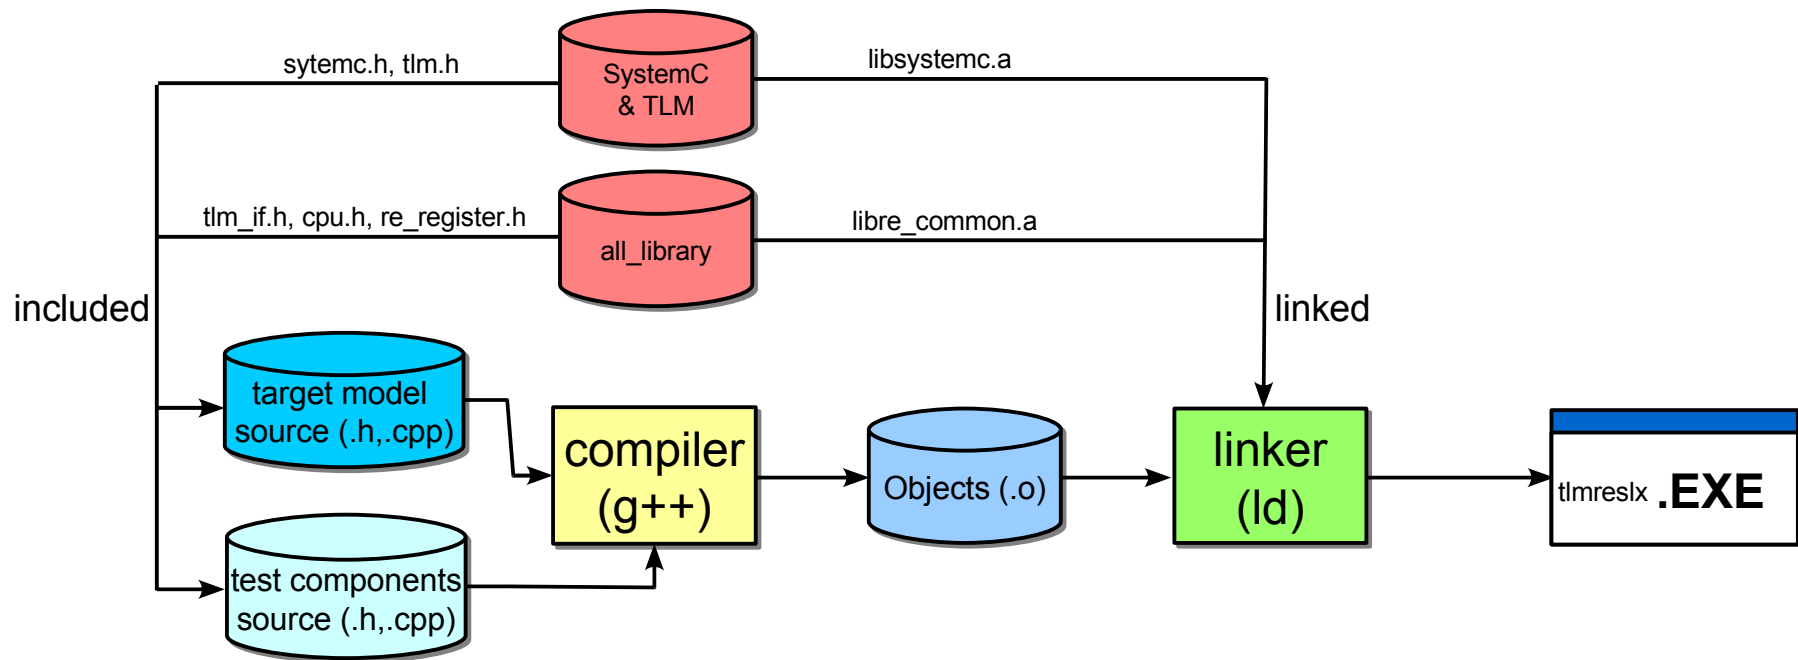 sytemc.h, tlm.h
SystemC
& TLM
libsystemc.a
tlm_if.h, cpu.h, re_register.h
all_library
libre_common.a
included
linked
target model
source (.h,.cpp)
compiler
(g++)
Objects (.o)
linker
(ld)
tlmreslx .EXE
test components
source (.h,.cpp)